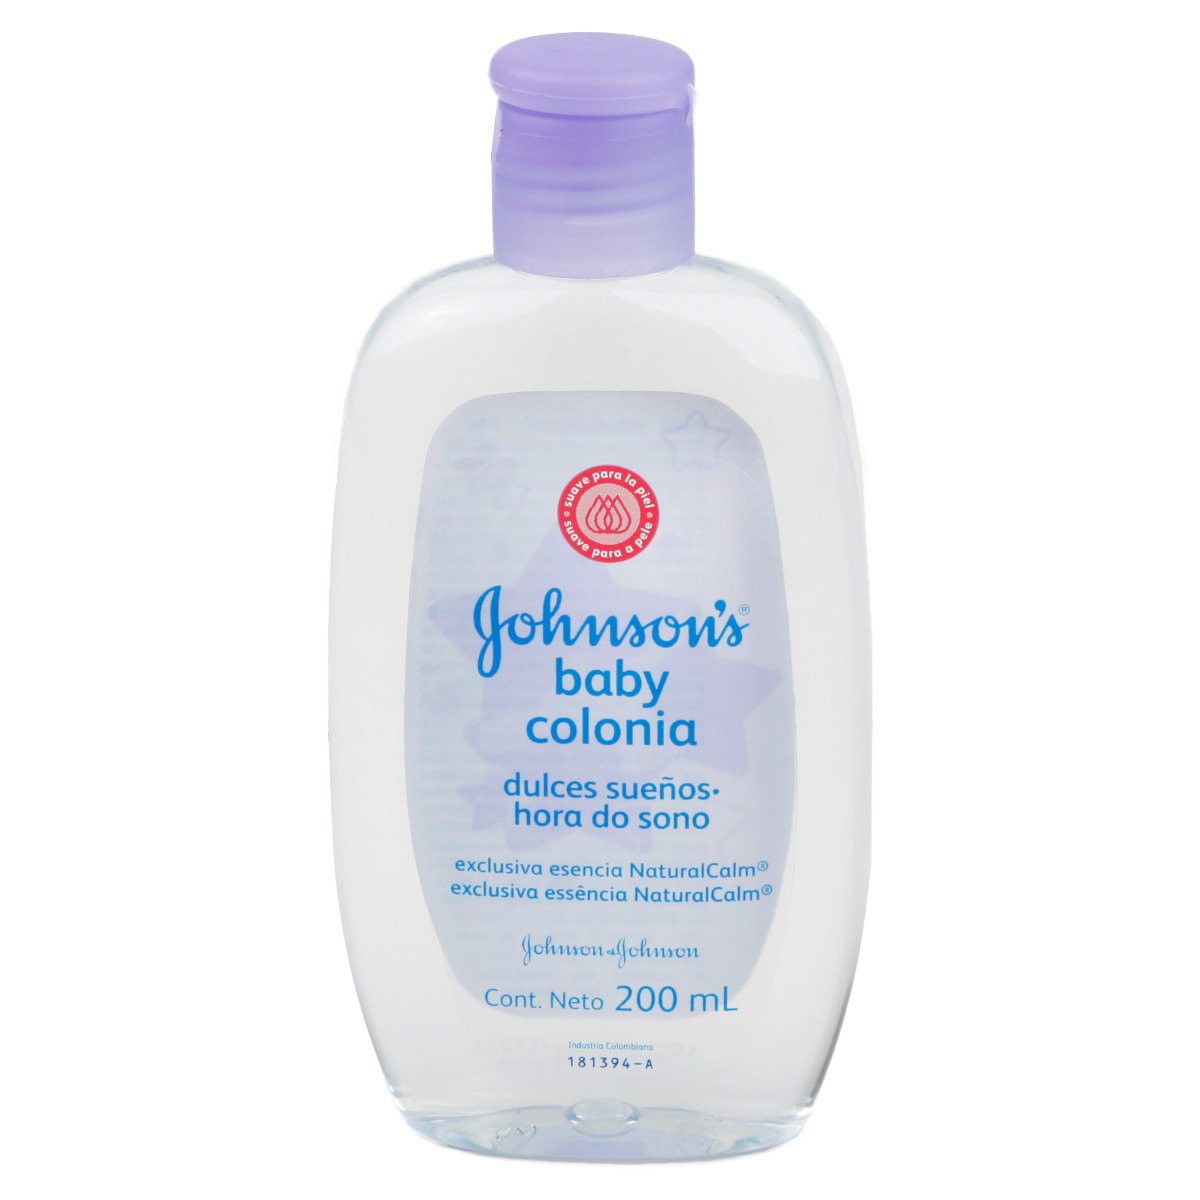 suave para la piel
suave para a pele
Johnson's®
baby
colonia
dulces sueños•
hora do sono
exclusiva esencia NaturalCalm®
exclusiva essência NaturalCalm®
Johnson & Johnson
Cont. Neto 200 mL
Industria Colombiana
181394-A